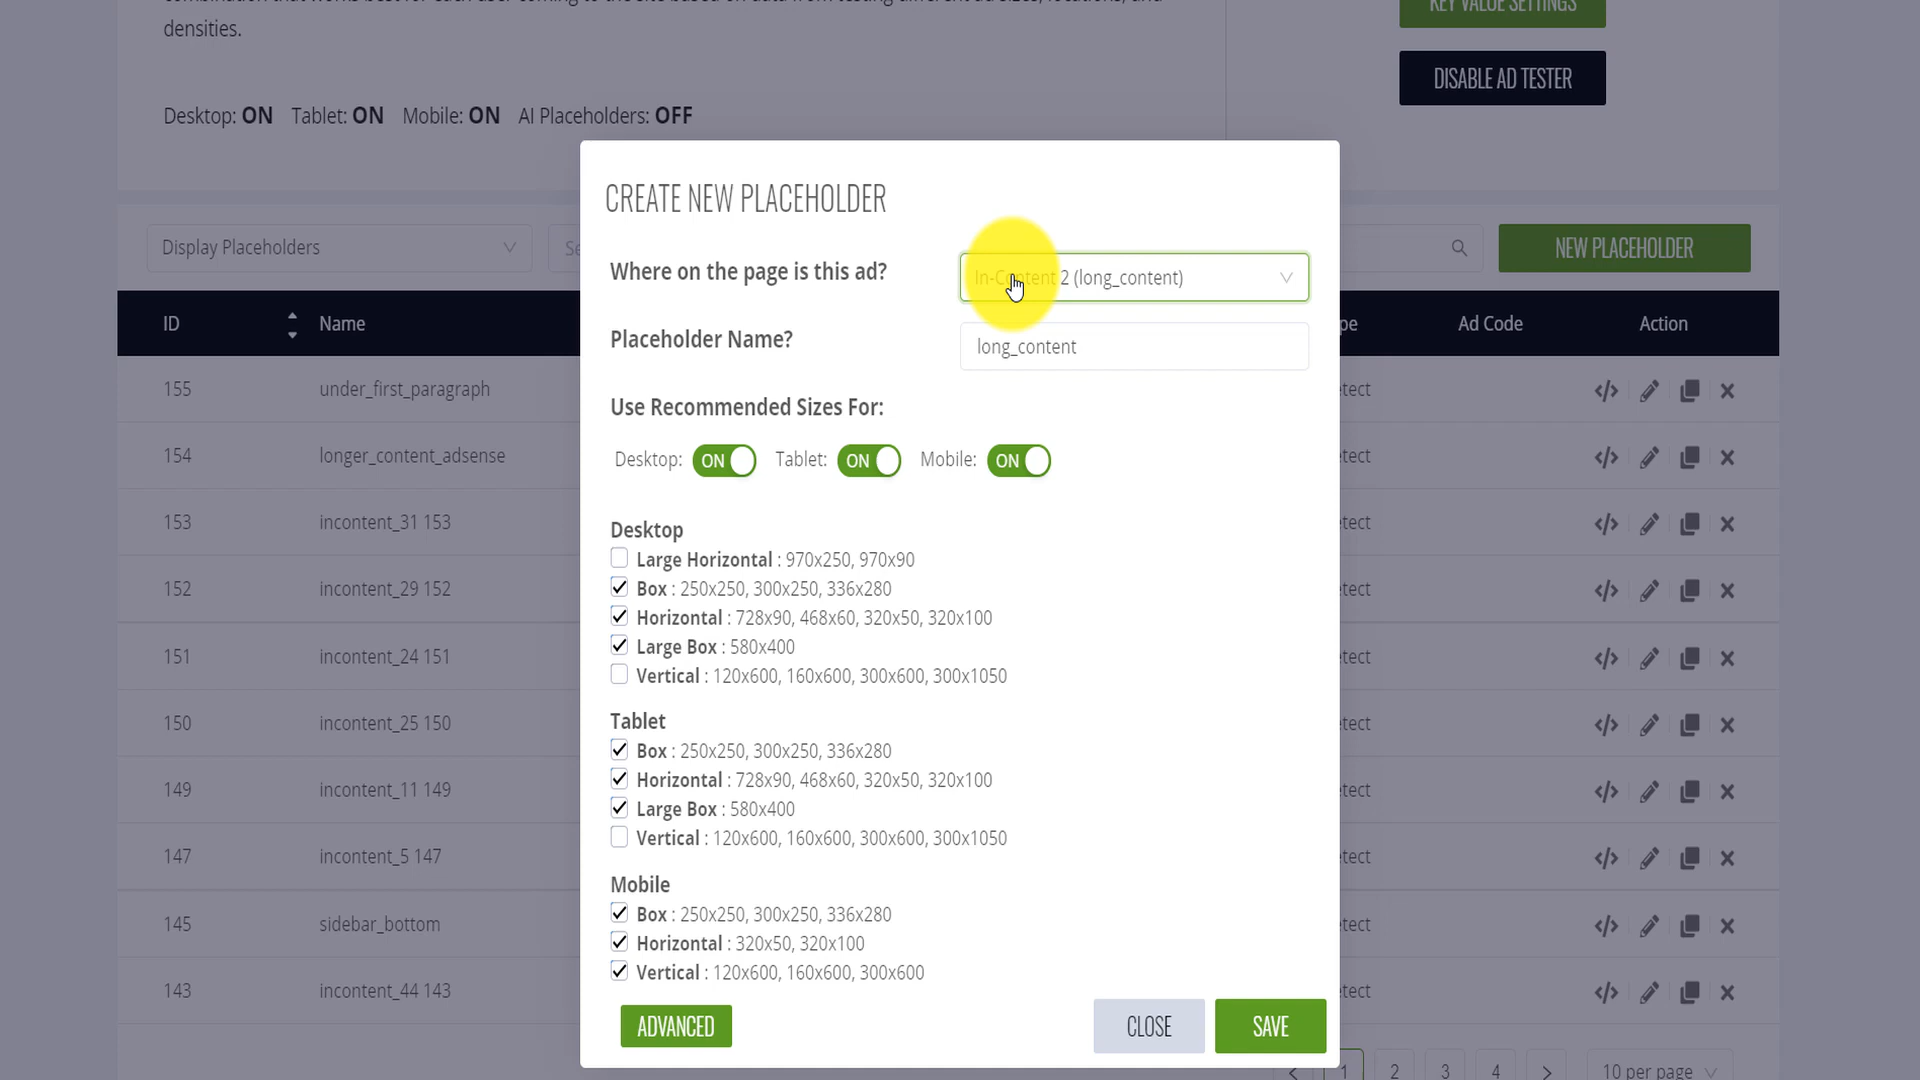 densities.
KEY VALUE SETTINGS
DISABLE AD TESTER
Desktop: ON Tablet: ON Mobile: ON AI Placeholders: OFF
Display Placeholders
NEW PLACEHOLDER
CREATE NEW PLACEHOLDER
Where on the page is this ad?
In-Content 2 (long_content)
Placeholder Name?
long_content
Use Recommended Sizes For:
Desktop: ON Tablet: ON Mobile: ON
Desktop
Large Horizontal : 970x250, 970x90
Box : 250x250, 300x250, 336x280
Horizontal : 728x90, 468x60, 320x50, 320x100
Large Box : 580x400
Vertical : 120x600, 160x600, 300x600, 300x1050
Tablet
Box : 250x250, 300x250, 336x280
Horizontal : 728x90, 468x60, 320x50, 320x100
Large Box : 580x400
Vertical : 120x600, 160x600, 300x600, 300x1050
Mobile
Box : 250x250, 300x250, 336x280
Horizontal : 320x50, 320x100
Vertical : 120x600, 160x600, 300x600
ADVANCED
CLOSE
SAVE
ID Name Ad Code Action
155 under_first_paragraph
154 longer_content_adsense
153 incontent_31 153
152 incontent_29 152
151 incontent_24 151
150 incontent_25 150
149 incontent_11 149
147 incontent_5 147
145 sidebar_bottom
143 incontent_44 143
1 2 3 4 10 per page